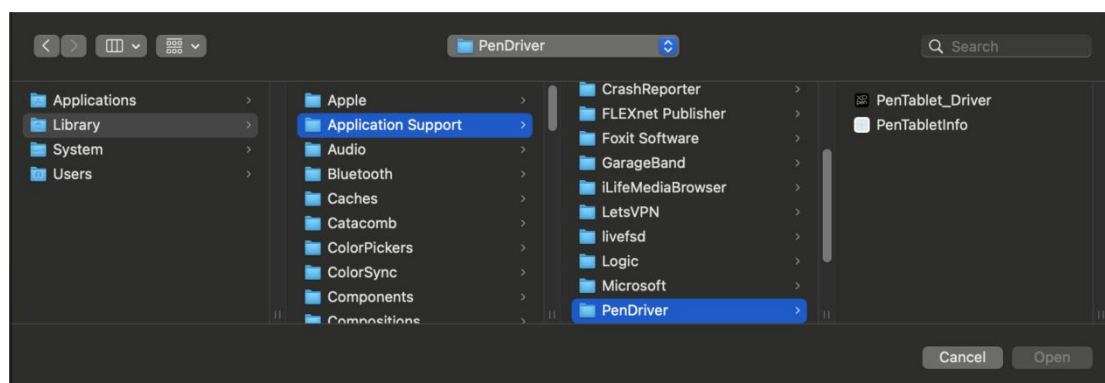 PenDriver
Search
Applications
Library
System
Users
Apple
Application Support
Audio
Bluetooth
Caches
Catacomb
ColorPickers
ColorSync
Components
Compositions
CrashReporter
FLEXnet Publisher
Foxit Software
GarageBand
iLifeMediaBrowser
LetsVPN
livefsd
Logic
Microsoft
PenDriver
PenTablet_Driver
PenTabletInfo
Cancel
Open